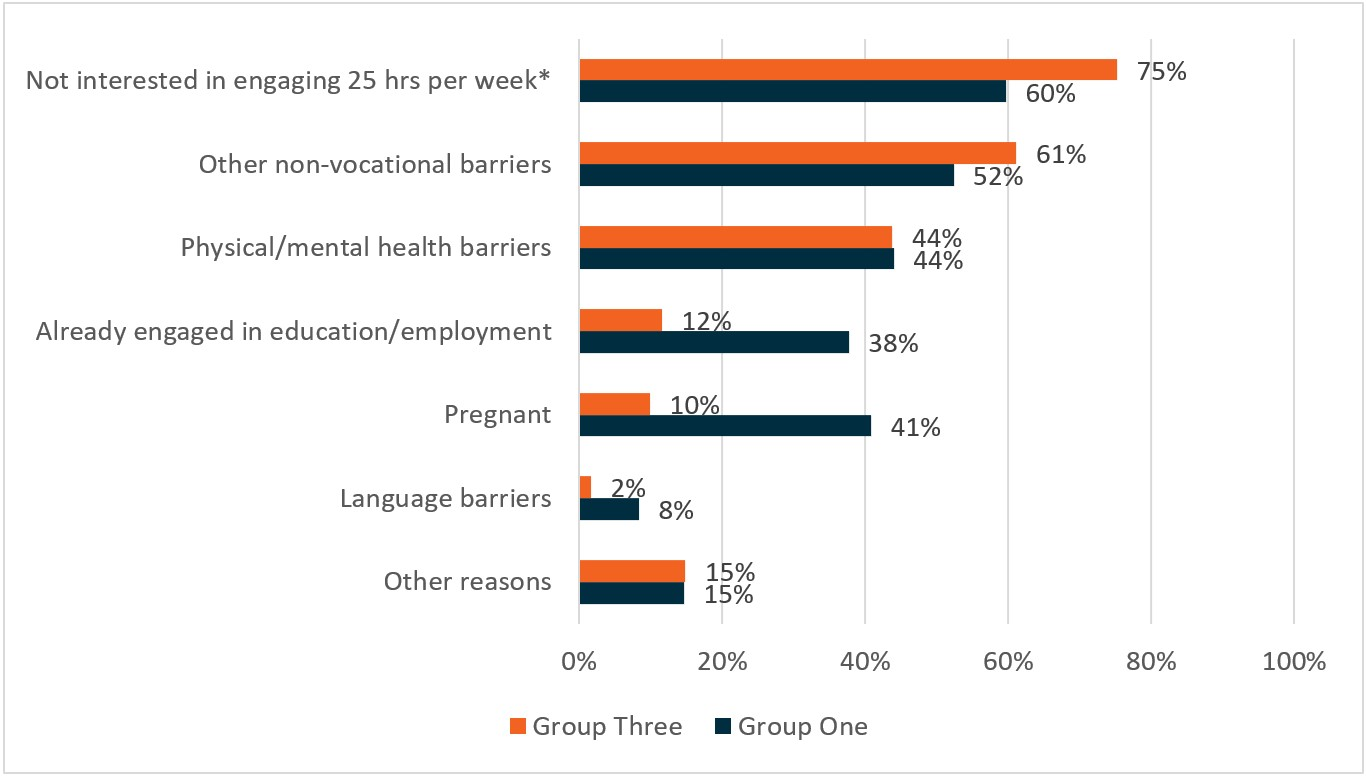 Not interested in engaging 25 hrs per week*
75%
60%
Other non-vocational barriers
61%
52%
Physical/mental health barriers
44%
44%
Already engaged in education/employment
12%
38%
Pregnant
10%
41%
Language barriers
2%
8%
Other reasons
15%
15%
0% 20% 40% 60% 80% 100%
Group Three Group One